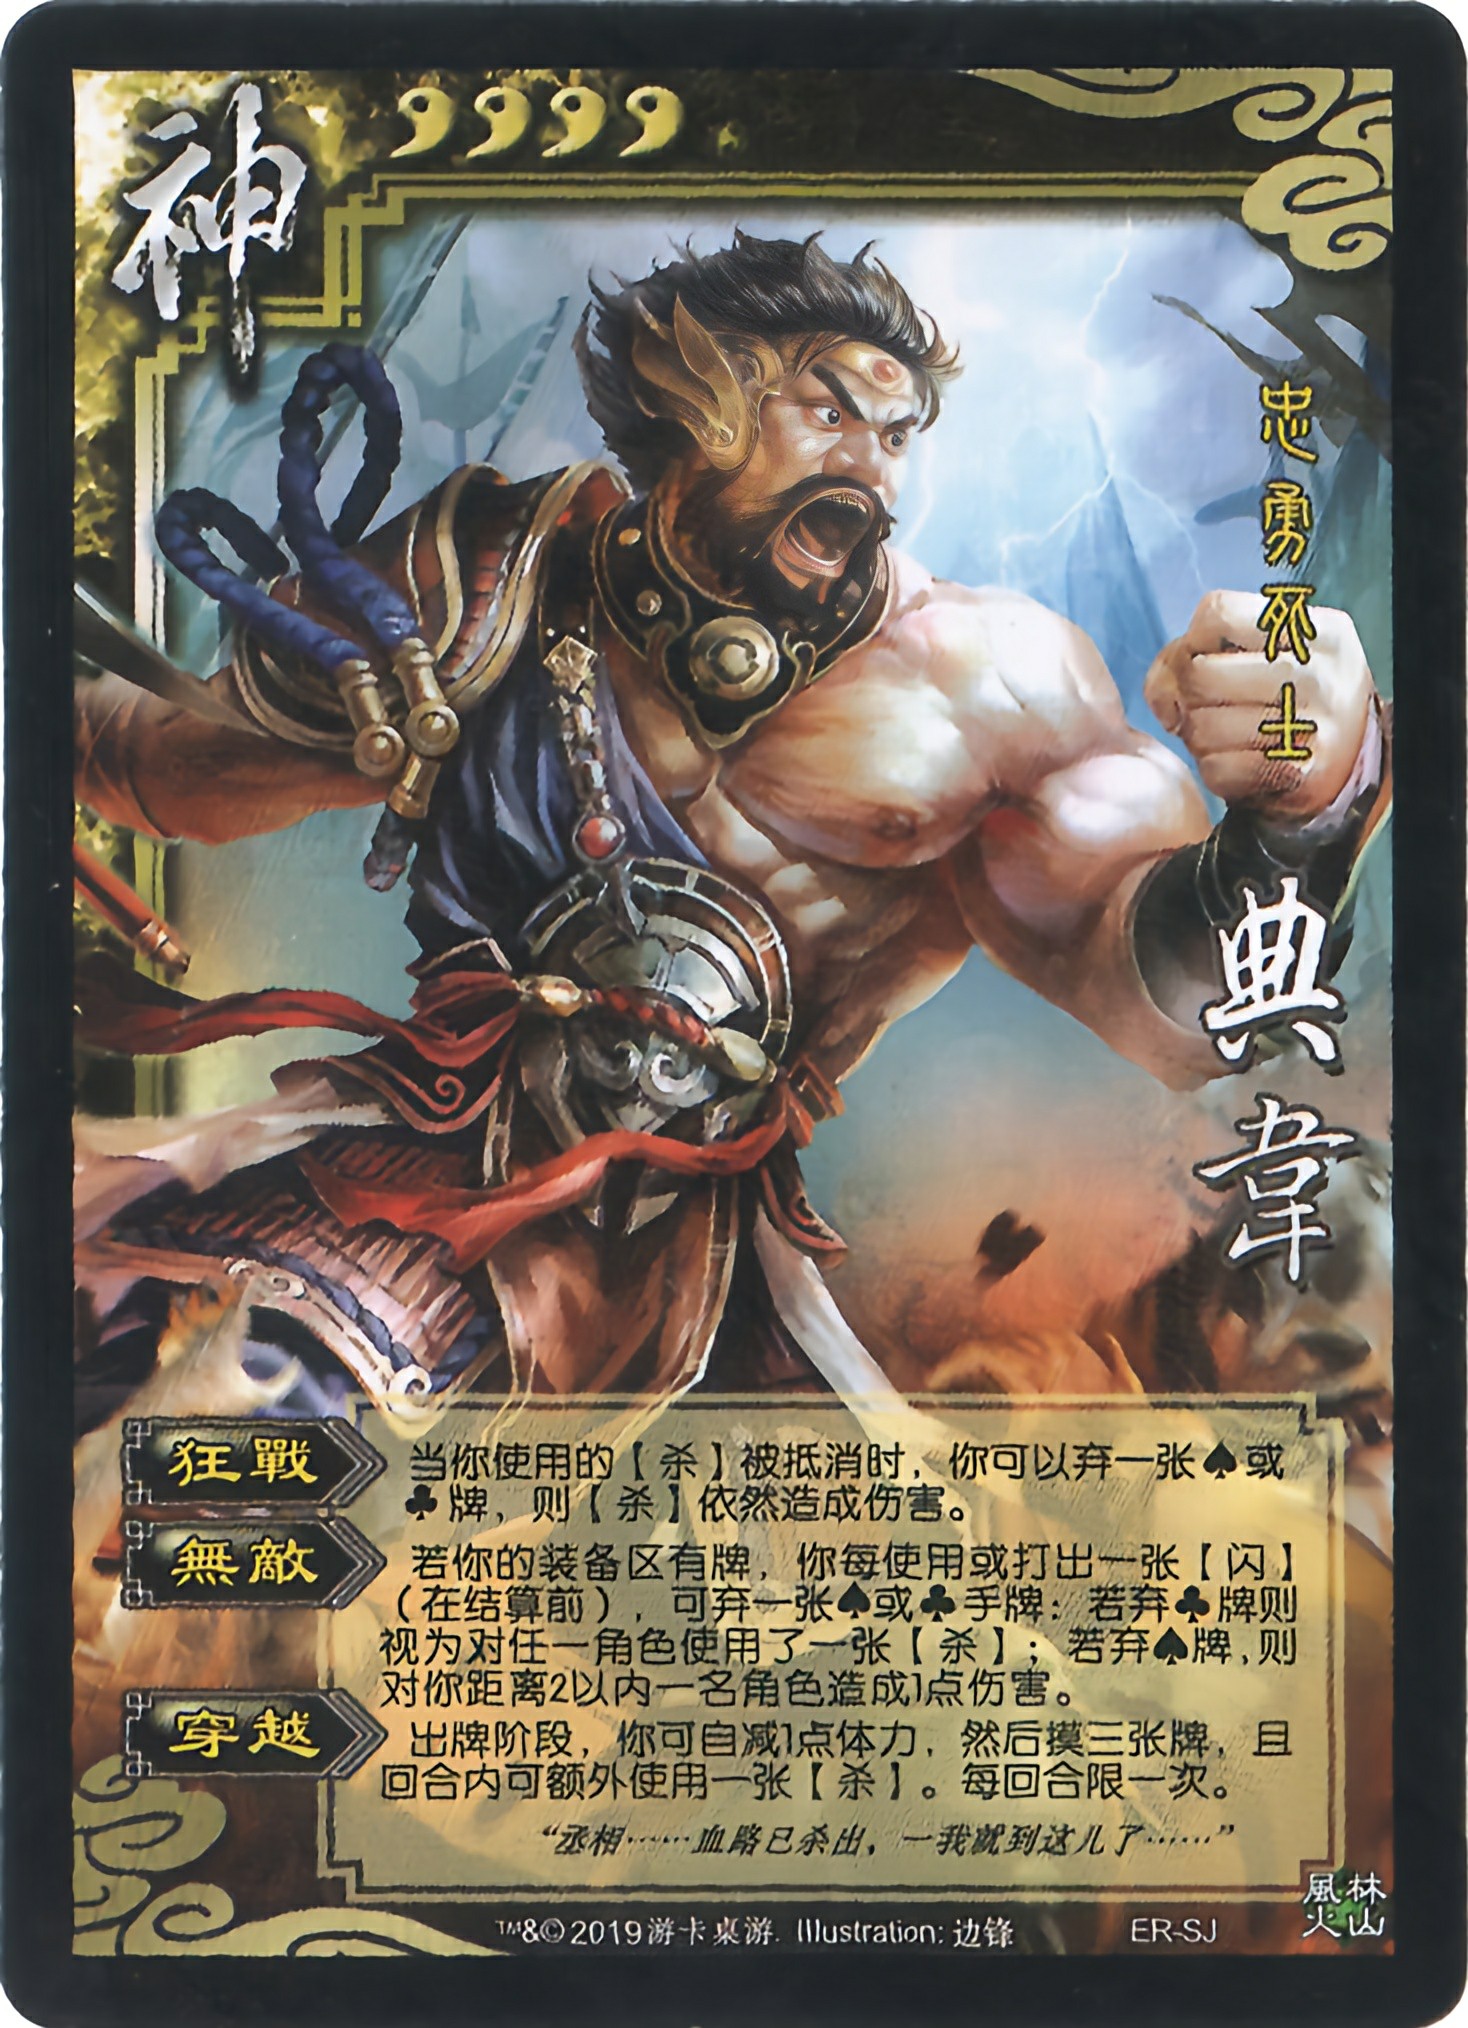 神
忠勇死士
典韋
狂戰
当你使用的【杀】被抵消时，你可以弃一张♠或
♣牌，则【杀】依然造成伤害。
無敵
若你的装备区有牌，你每使用或打出一张【闪】
（在结算前），可弃一张♠或♣手牌：若弃♣牌则
视为对任一角色使用了一张【杀】；若弃♠牌，则
对你距离2以内一名角色造成1点伤害。
穿越
出牌阶段，你可自减1点体力，然后摸三张牌，且
回合内可额外使用一张【杀】。每回合限一次。
“丞相……血路已杀出，一我就到这儿了……”
™&©2019游卡桌游. Illustration: 边锋
ER-SJ
風林
火山